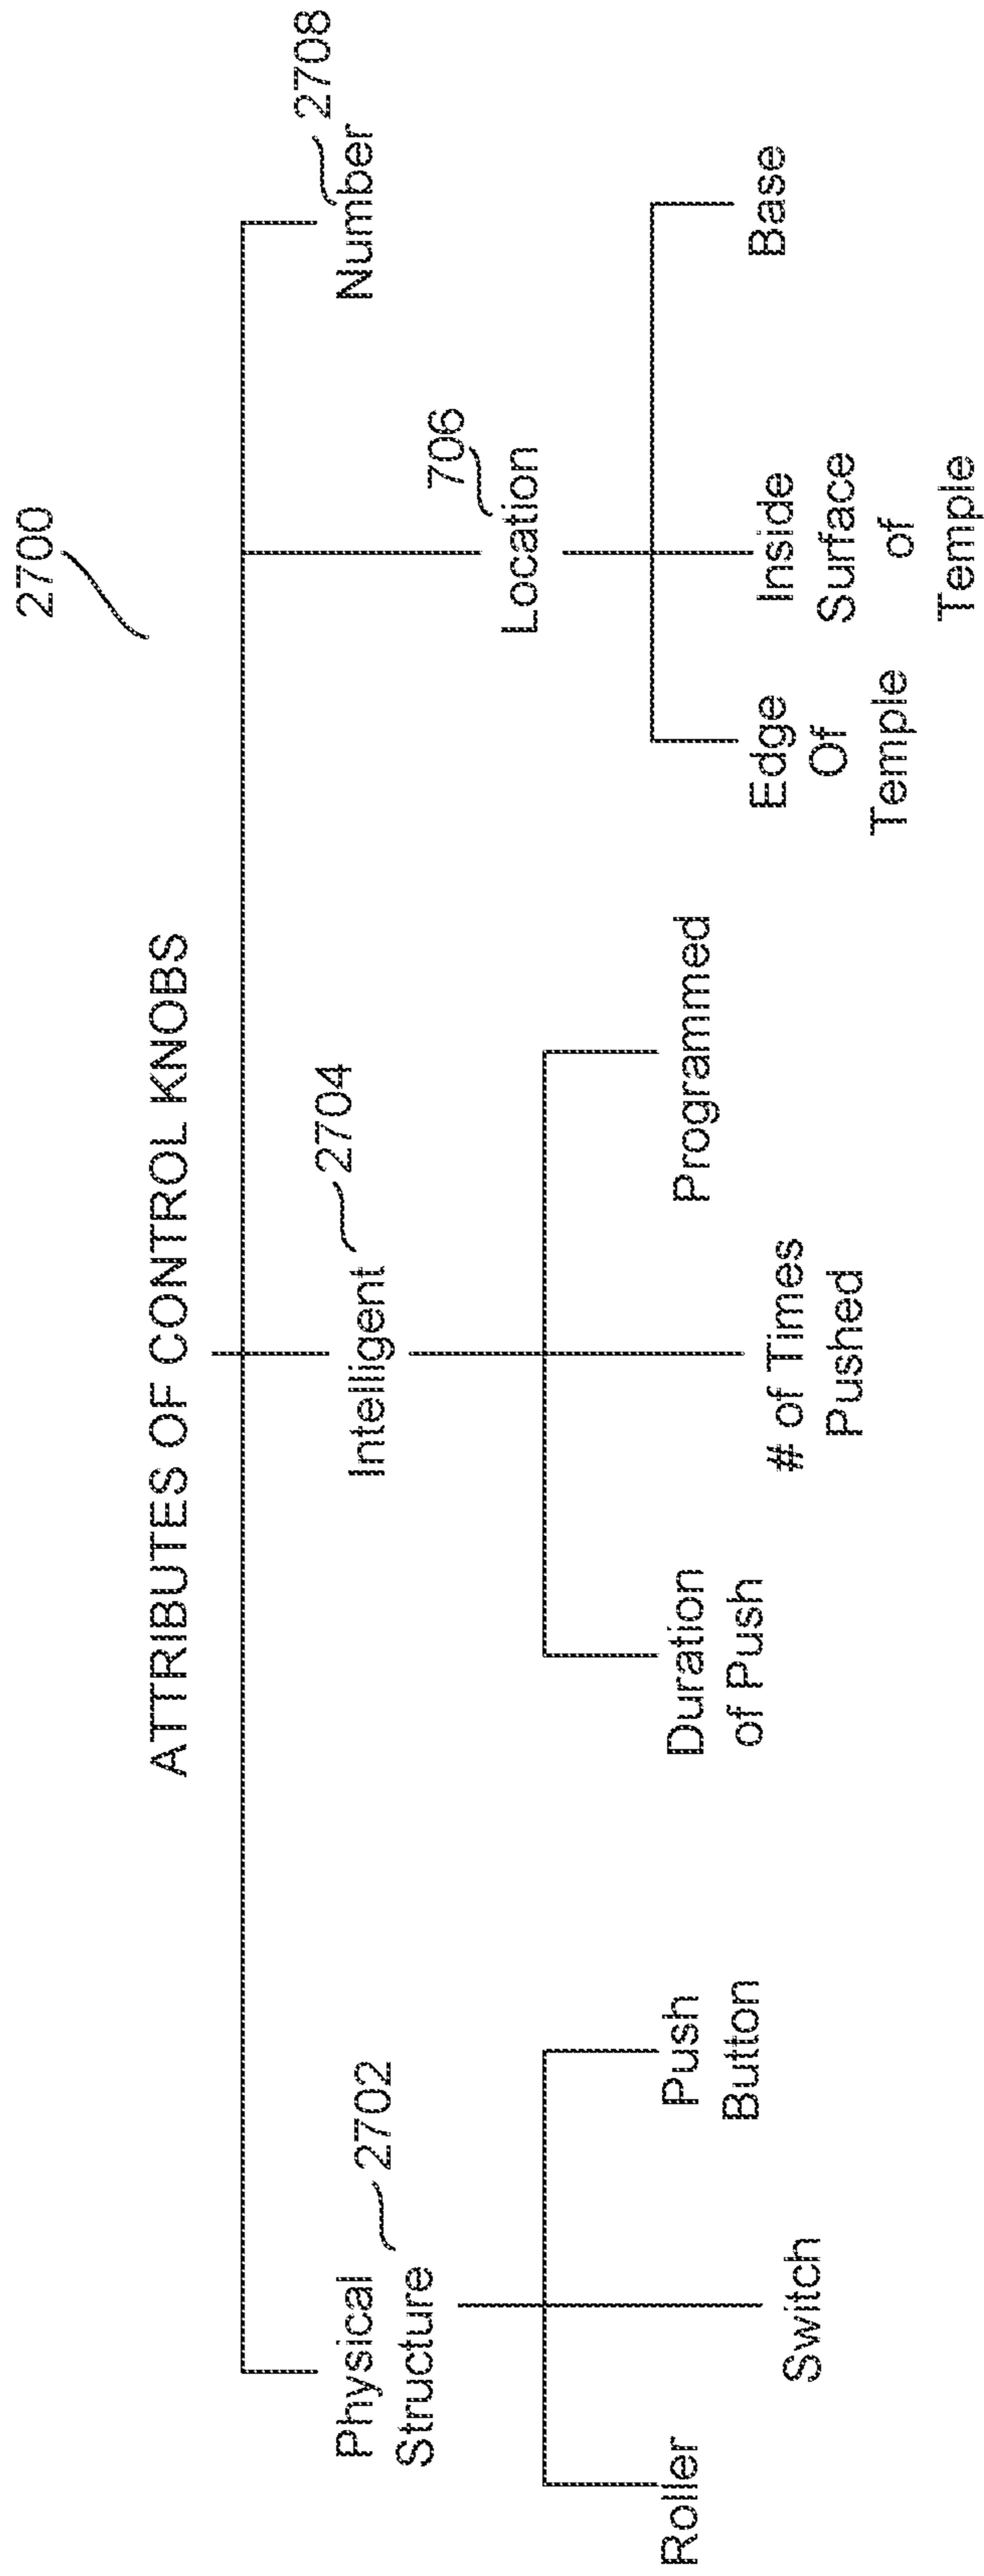 2700
ATTRIBUTES OF CONTROL KNOBS
Physical
Structure
2702
Roller
Switch
Push
Button
Intelligent
2704
Duration
of Push
# of Times
Pushed
Programmed
Location
706
Edge
Of
Temple
Inside
Surface
of
Temple
Base
Number
2708